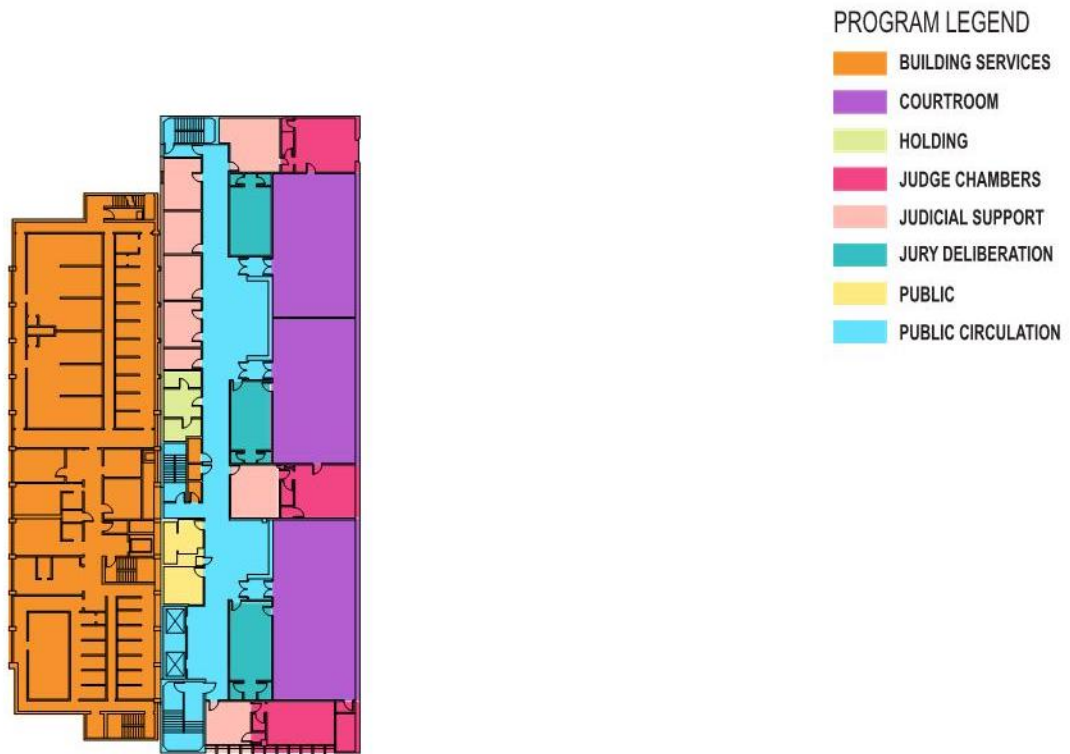 PROGRAM LEGEND
BUILDING SERVICES
COURTROOM
HOLDING
JUDGE CHAMBERS
JUDICIAL SUPPORT
JURY DELIBERATION
PUBLIC
PUBLIC CIRCULATION